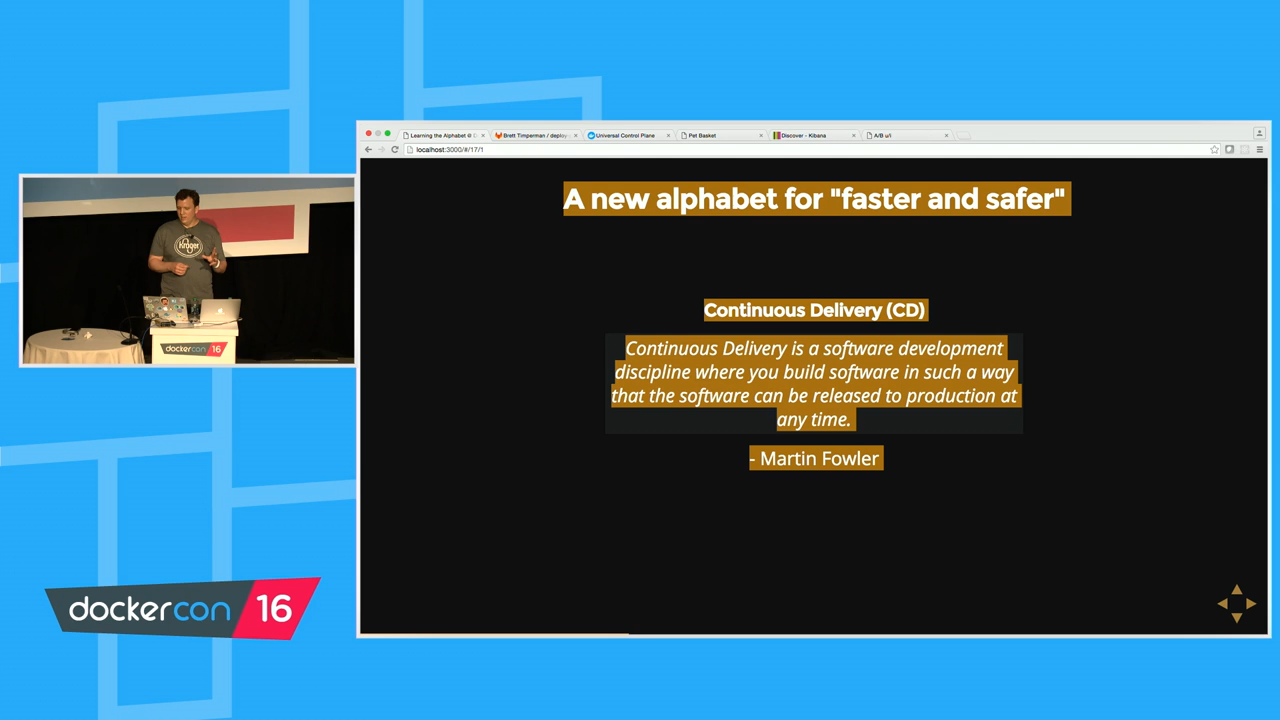 Learning the Alphabet @ D
Brett Timperman / deploy-
Universal Control Plane
Pet Basket
Discover - Kibana
A/B u/i
localhost:3000/#/17/1
A new alphabet for "faster and safer"
Continuous Delivery (CD)
Continuous Delivery is a software development
discipline where you build software in such a way
that the software can be released to production at
any time.
- Martin Fowler
Kroger
dockercon 16
dockercon 16